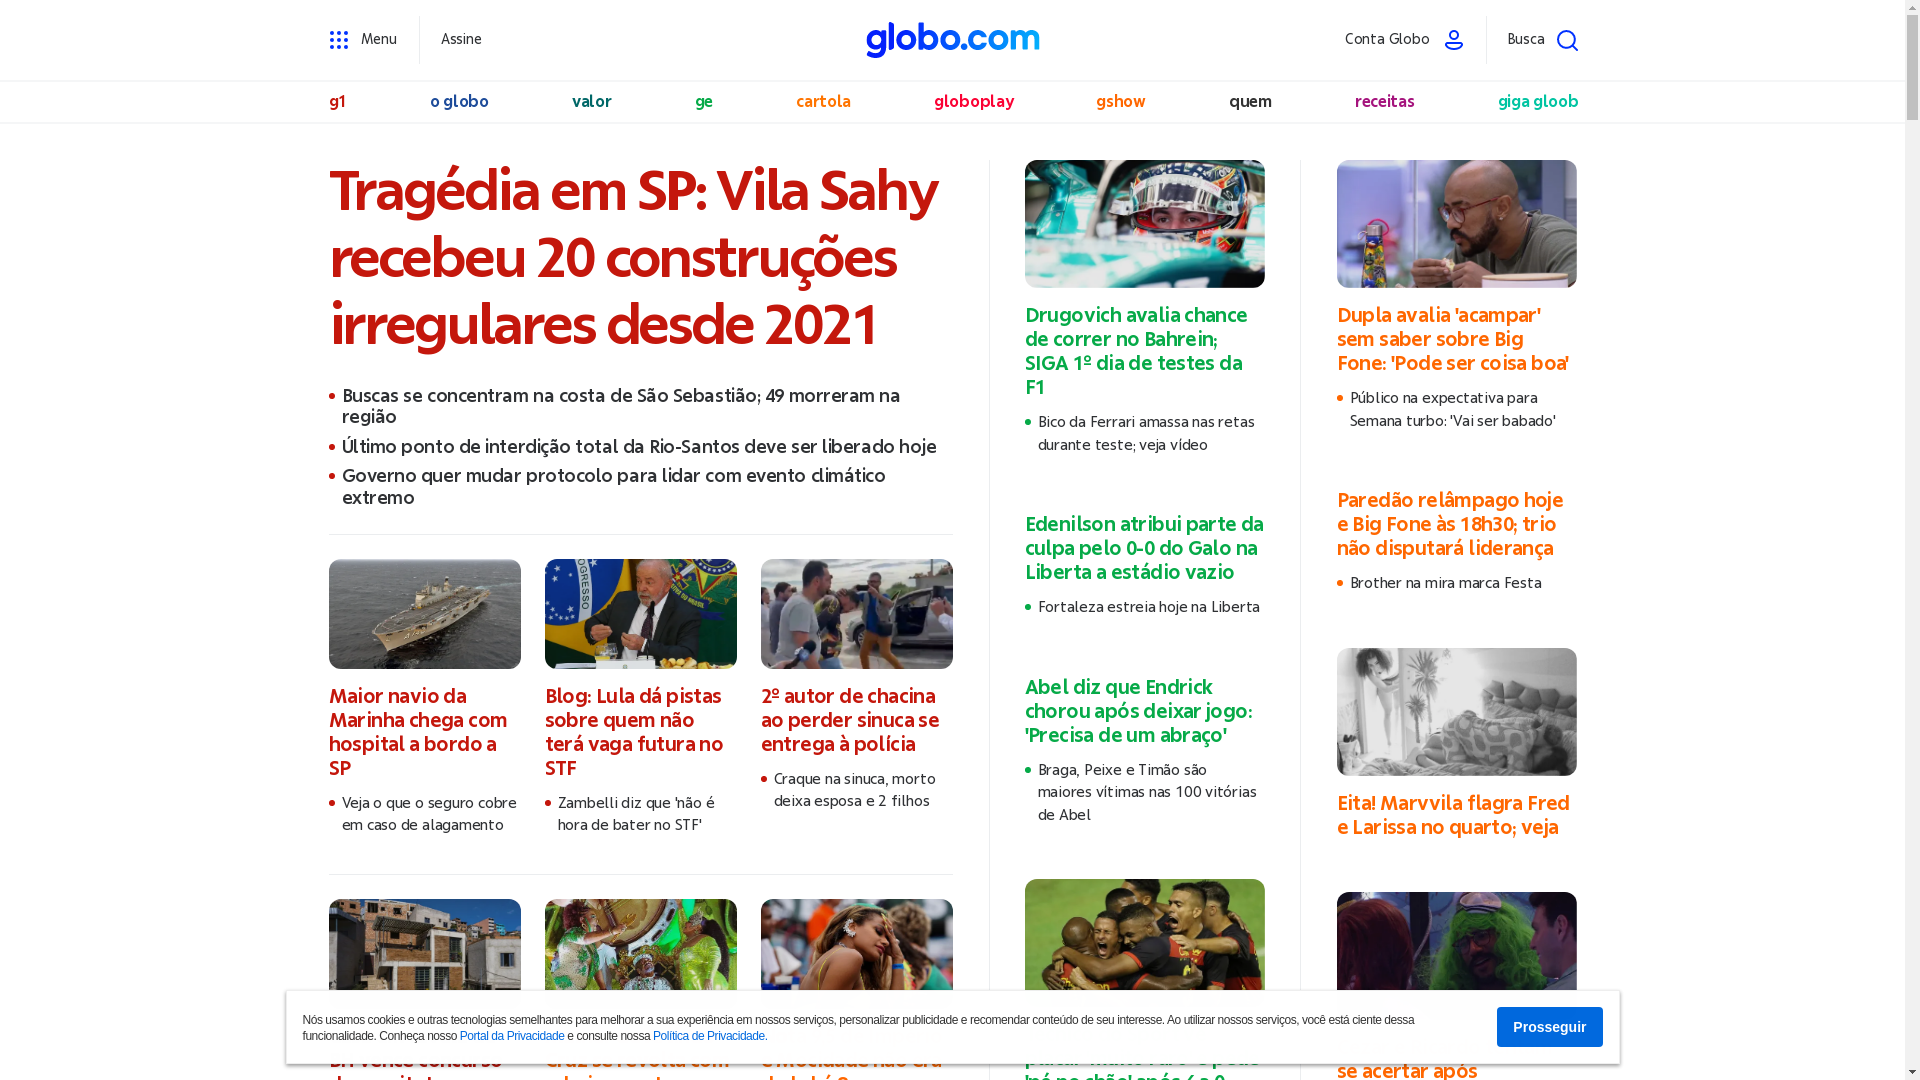 Menu
Assine
globo.com
Conta Globo
Busca
g1
o globo
valor
ge
cartola
globoplay
gshow
quem
receitas
giga gloob
Tragédia em SP: Vila Sahy
recebeu 20 construções
irregulares desde 2021
Buscas se concentram na costa de São Sebastião; 49 morreram na
região
Último ponto de interdição total da Rio-Santos deve ser liberado hoje
Governo quer mudar protocolo para lidar com evento climático
extremo
Maior navio da
Marinha chega com
hospital a bordo a
SP
Veja o que o seguro cobre
em caso de alagamento
Blog: Lula dá pistas
sobre quem não
terá vaga futura no
STF
Zambelli diz que 'não é
hora de bater no STF'
2º autor de chacina
ao perder sinuca se
entrega à polícia
Craque na sinuca, morto
deixa esposa e 2 filhos
Drugovich avalia chance
de correr no Bahrein;
SIGA 1º dia de testes da
F1
Bico da Ferrari amassa nas retas
durante teste; veja vídeo
Edenilson atribui parte da
culpa pelo 0-0 do Galo na
Liberta a estádio vazio
Fortaleza estreia hoje na Liberta
Abel diz que Endrick
chorou após deixar jogo:
'Precisa de um abraço'
Braga, Peixe e Timão são
maiores vítimas nas 100 vitórias
de Abel
Dupla avalia 'acampar'
sem saber sobre Big
Fone: 'Pode ser coisa boa'
Público na expectativa para
Semana turbo: 'Vai ser babado'
Paredão relâmpago hoje
e Big Fone às 18h30; trio
não disputará liderança
Brother na mira marca Festa
Eita! Marvvila flagra Fred
e Larissa no quarto; veja
se acertar após
Nós usamos cookies e outras tecnologias semelhantes para melhorar a sua experiência em nossos serviços, personalizar publicidade e recomendar conteúdo de seu interesse. Ao utilizar nossos serviços, você está ciente dessa
funcionalidade. Conheça nosso Portal da Privacidade e consulte nossa Política de Privacidade.
Prosseguir